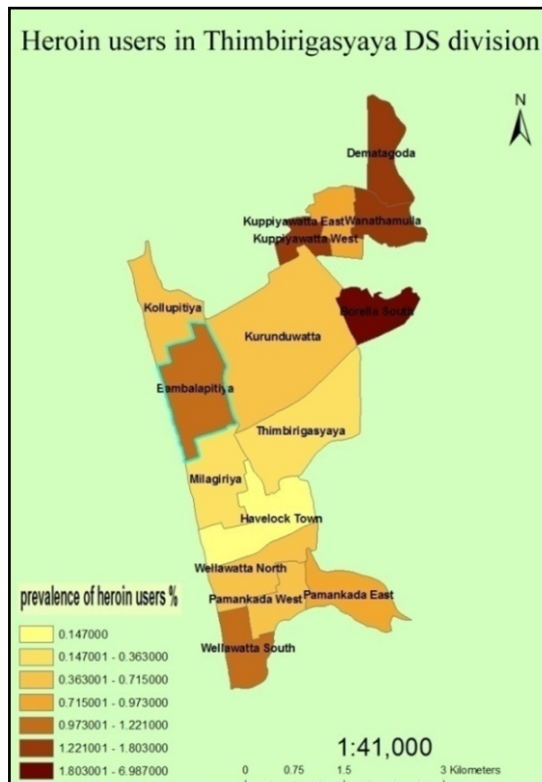 Heroin users in Thimbirigasyaya DS division
N
Dematagoda
Kuppiyawatta East
Wanathamulla
Kuppiyawatta West
Kollupitiya
Borella South
Kurunduwatta
Bambalapitiya
Thimbirigasyaya
Milagiriya
Havelock Town
Wellawatta North
Pamankada West
Pamankada East
Wellawatta South
prevalence of heroin users %
0.147000
0.147001 - 0.363000
0.363001 - 0.715000
0.715001 - 0.973000
0.973001 - 1.221000
1.221001 - 1.803000
1.803001 - 6.987000
1:41,000
0 0.75 1.5 3 Kilometers